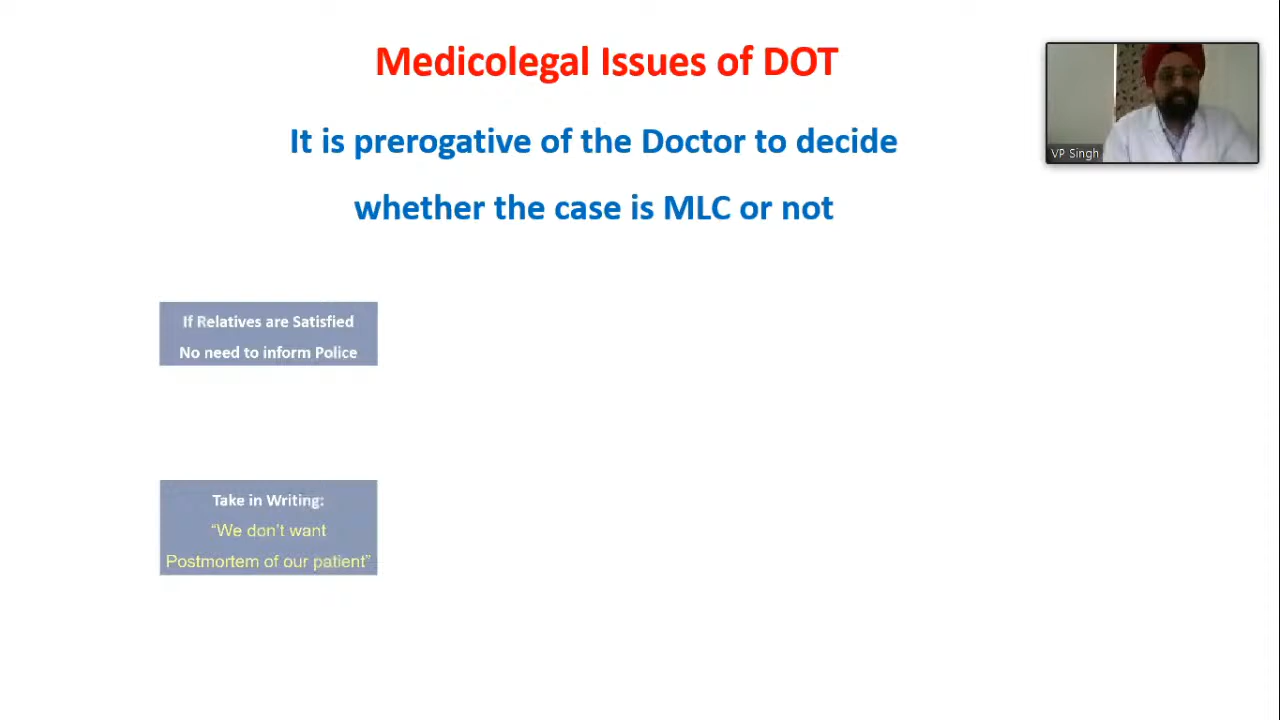 Medicolegal Issues of DOT
It is prerogative of the Doctor to decide
whether the case is MLC or not
VP Singh
If Relatives are Satisfied
No need to inform Police
Take in Writing:
“We don’t want
Postmortem of our patient”